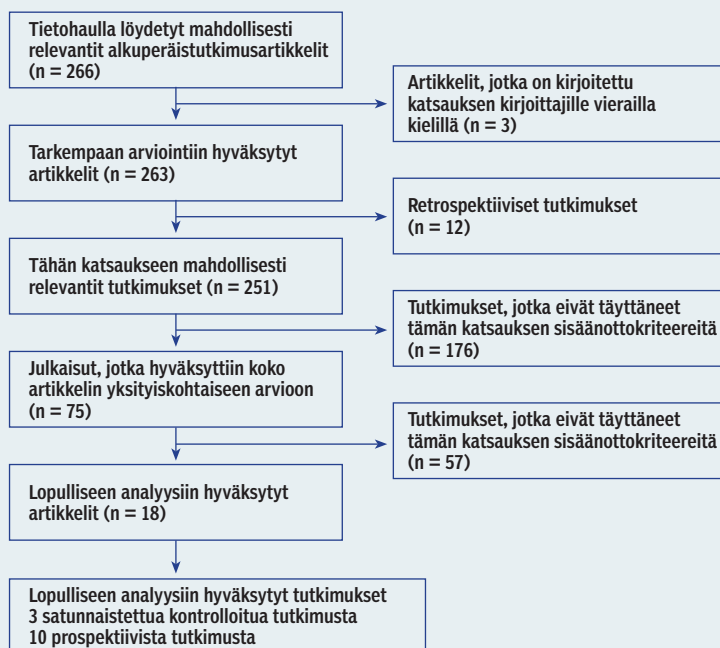 Tietohaulla löydetyt mahdollisesti
relevantit alkuperäistutkimusartikkelit
(n = 266)
Artikkelit, jotka on kirjoitettu
katsauksen kirjoittajille vierailla
kielillä (n = 3)
Tarkempaan arviointiin hyväksytyt
artikkelit (n = 263)
Retrospektiiviset tutkimukset
(n = 12)
Tähän katsaukseen mahdollisesti
relevantit tutkimukset (n = 251)
Tutkimukset, jotka eivät täyttäneet
tämän katsauksen sisäänottokriteereitä
(n = 176)
Julkaisut, jotka hyväksyttiin koko
artikkelin yksityiskohtaiseen arvioon
(n = 75)
Tutkimukset, jotka eivät täyttäneet
tämän katsauksen sisäänottokriteereitä
(n = 57)
Lopulliseen analyysiin hyväksytyt
artikkelit (n = 18)
Lopulliseen analyysiin hyväksytyt tutkimukset
3 satunnaistettua kontrolloitua tutkimusta
10 prospektiivista tutkimusta